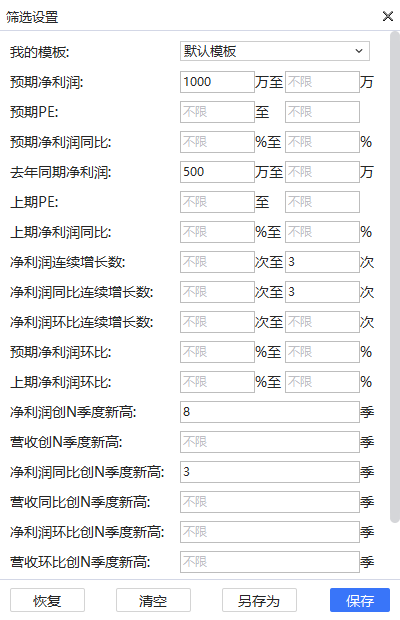 筛选设置
我的模板: 默认模板
预期净利润: 1000 万至 不限 万
预期PE: 不限 至 不限
预期净利润同比: 不限 %至 不限 %
去年同期净利润: 500 万至 不限 万
上期PE: 不限 至 不限
上期净利润同比: 不限 %至 不限 %
净利润连续增长数: 不限 次至 3 次
净利润同比连续增长数: 不限 次至 3 次
净利润环比连续增长数: 不限 次至 不限 次
预期净利润环比: 不限 %至 不限 %
上期净利润环比: 不限 %至 不限 %
净利润创N季度新高: 8 季
营收创N季度新高: 不限 季
净利润同比创N季度新高: 3 季
营收同比创N季度新高: 不限 季
净利润环比创N季度新高: 不限 季
营收环比创N季度新高: 不限 季
恢复 清空 另存为 保存